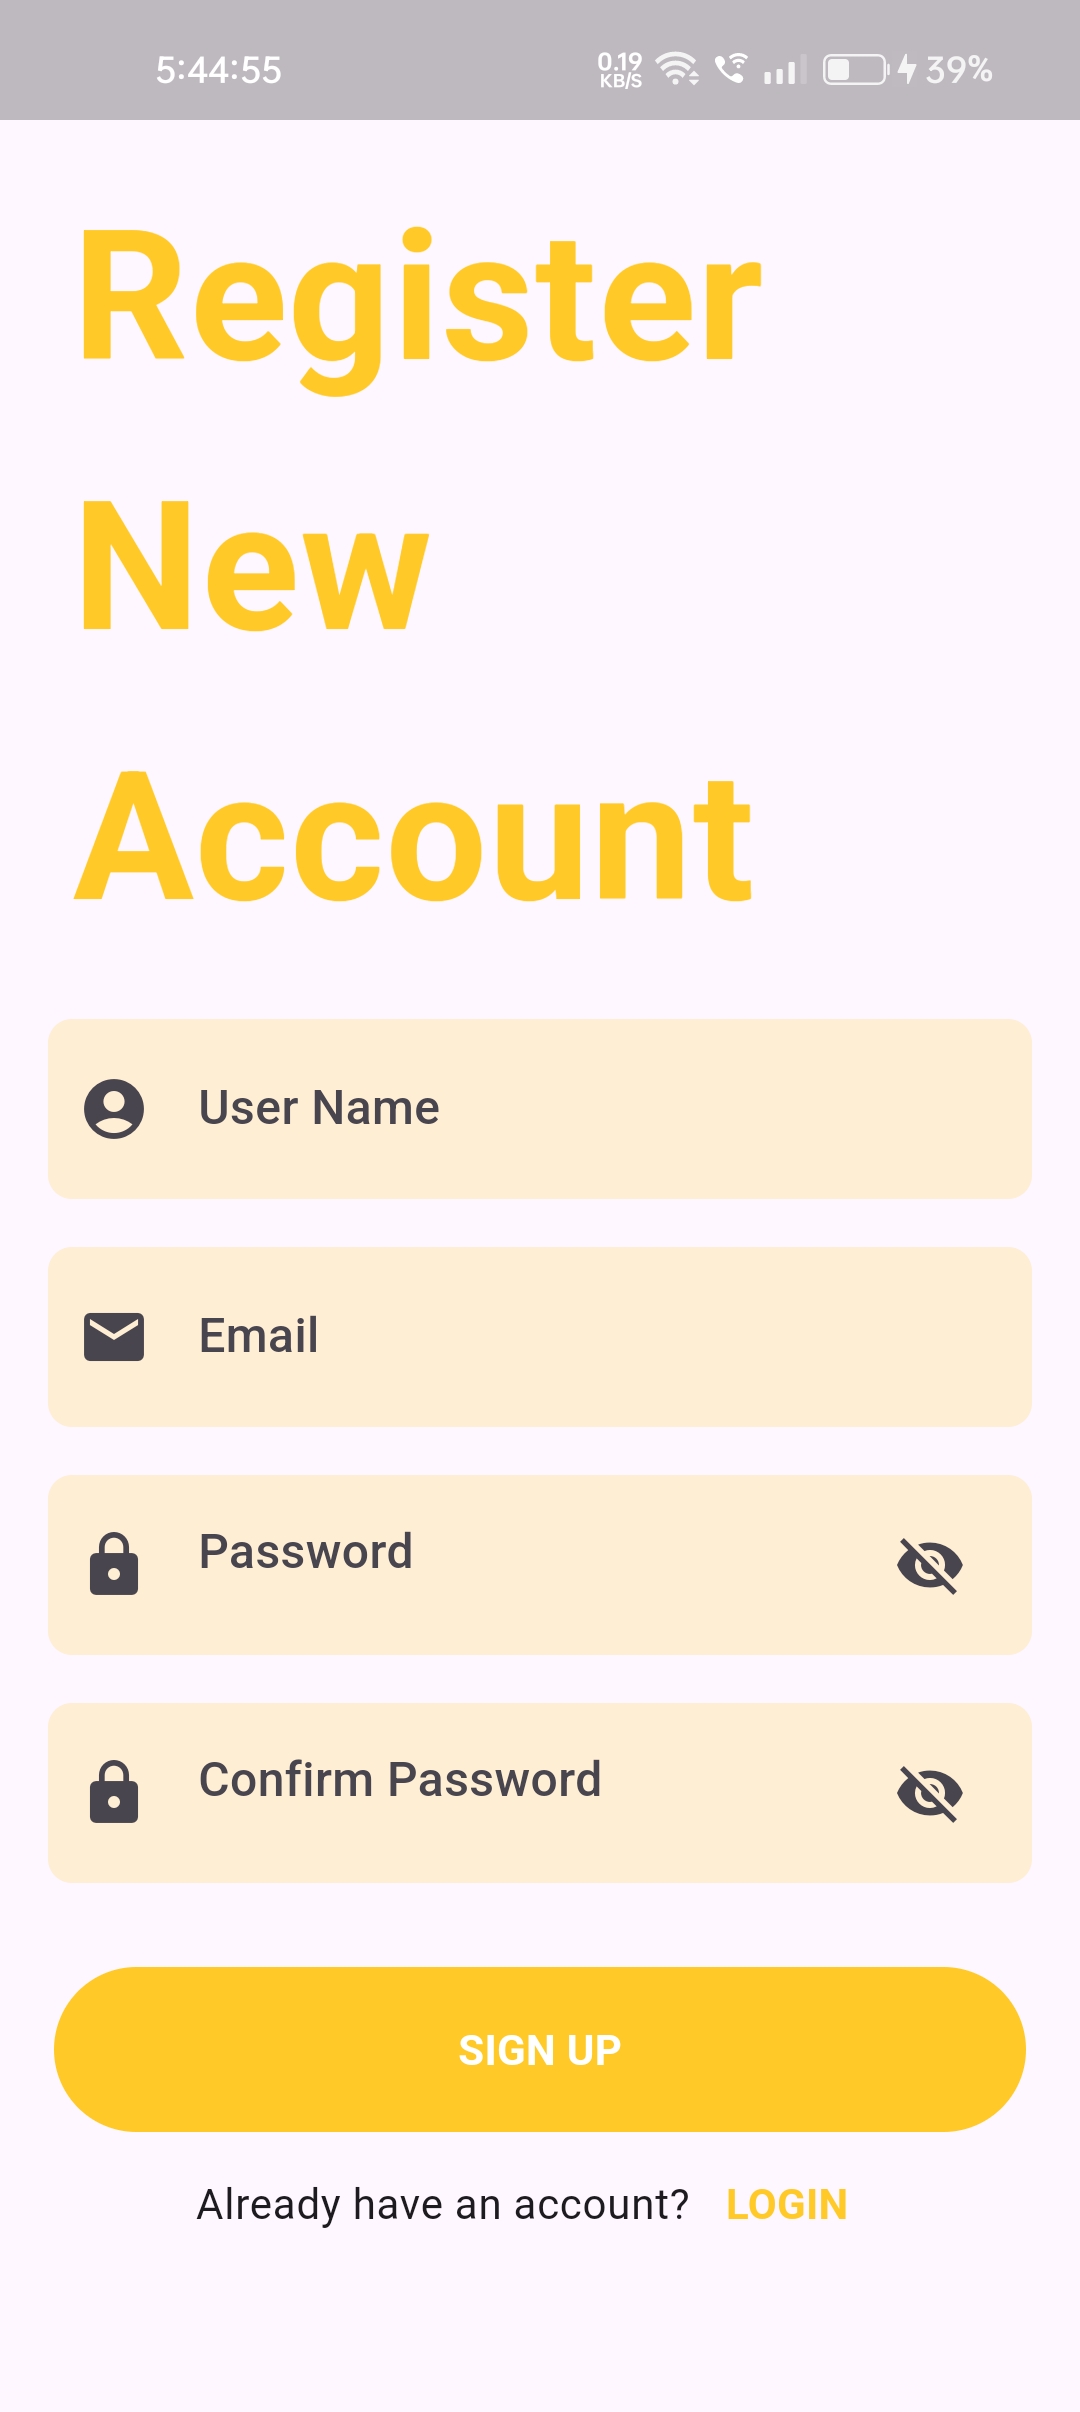 5:44:55 0.19 KB/S 39%
Register
New
Account
User Name
Email
Password
Confirm Password
SIGN UP
Already have an account? LOGIN